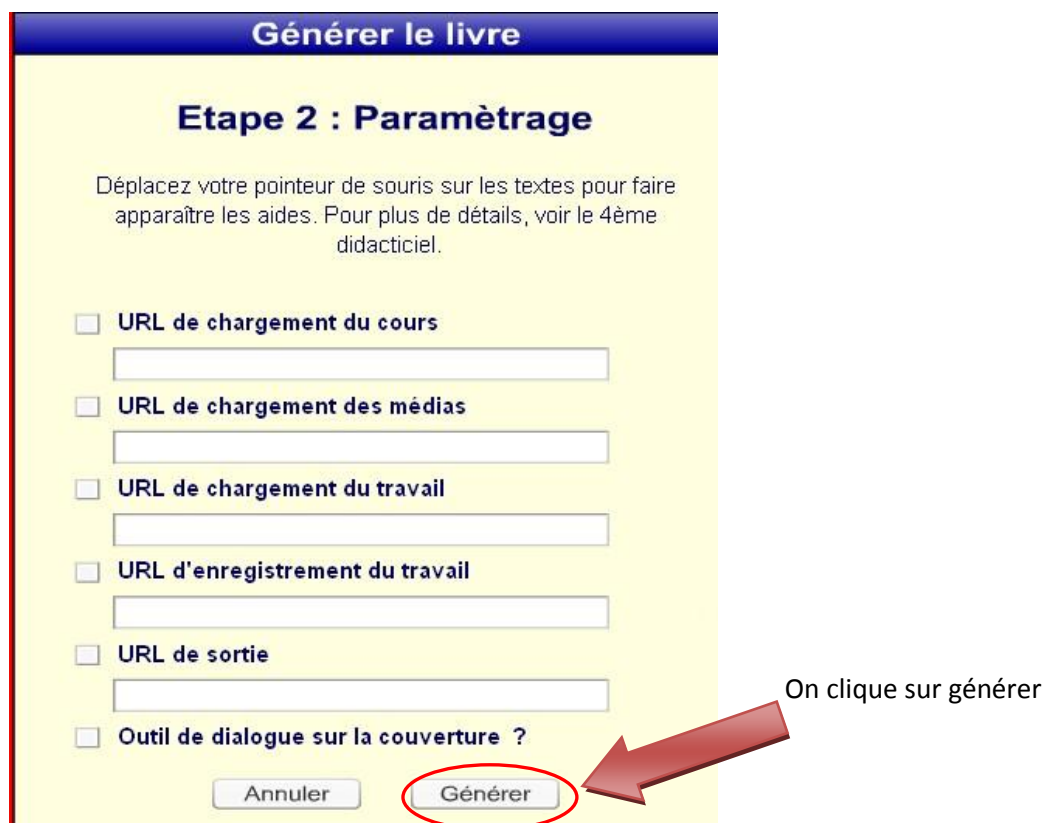 Générer le livre
Etape 2 : Paramètrage
Déplacez votre pointeur de souris sur les textes pour faire
apparaître les aides. Pour plus de détails, voir le 4ème
didacticiel.
URL de chargement du cours
URL de chargement des médias
URL de chargement du travail
URL d'enregistrement du travail
URL de sortie
On clique sur générer
Outil de dialogue sur la couverture ?
Annuler Générer